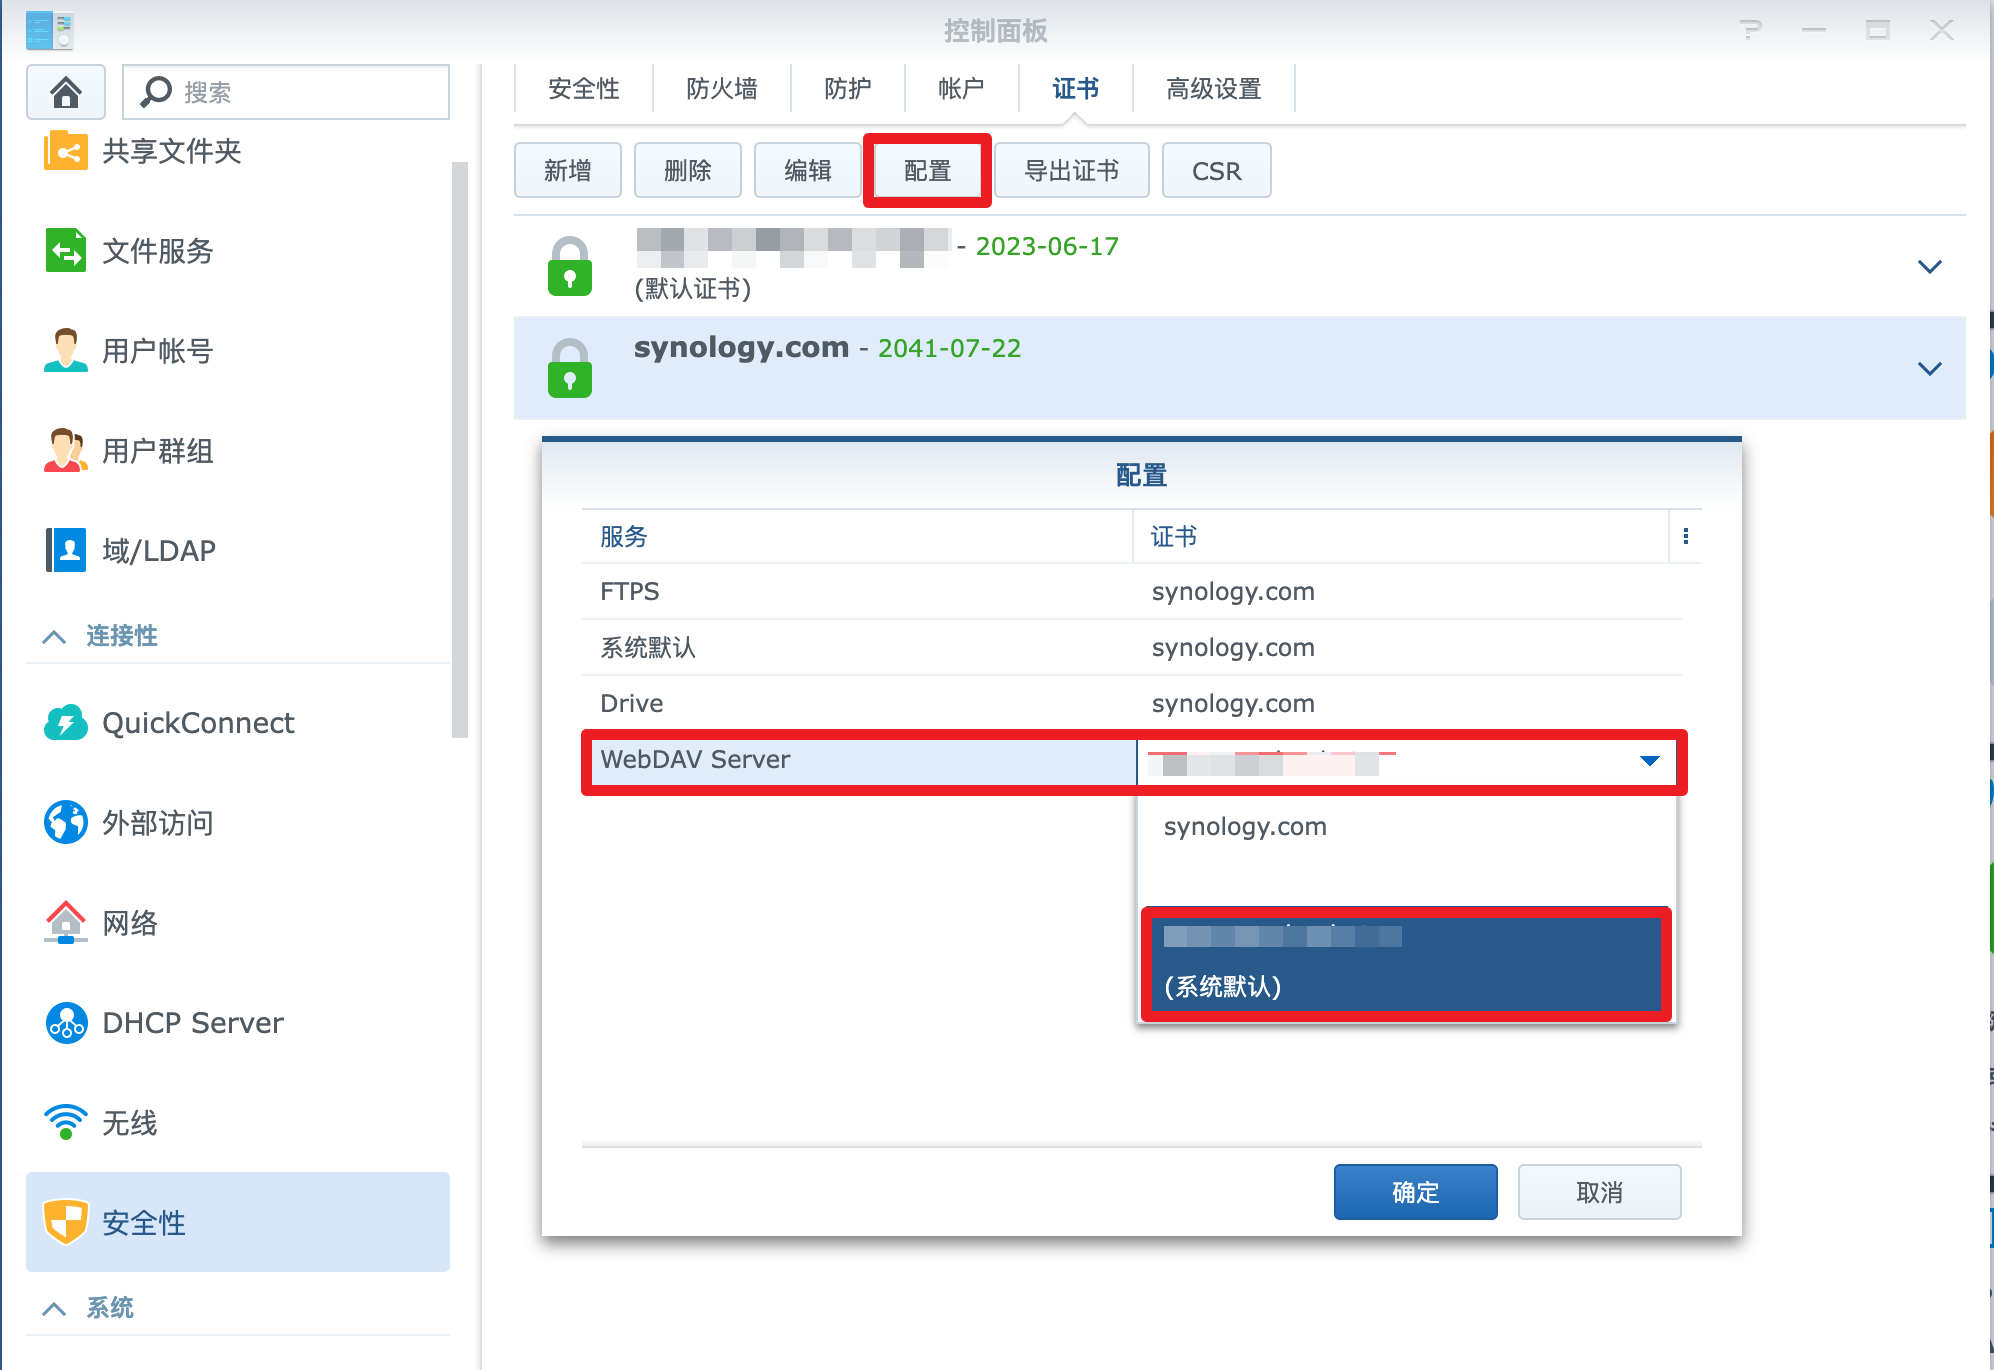 控制面板
搜索
共享文件夹
文件服务
用户帐号
用户群组
域/LDAP
连接性
QuickConnect
外部访问
网络
DHCP Server
无线
安全性
系统
安全性
防火墙
防护
帐户
证书
高级设置
新增
删除
编辑
配置
导出证书
CSR
- 2023-06-17
(默认证书)
synology.com - 2041-07-22
配置
服务
证书
FTPS
synology.com
系统默认
synology.com
Drive
synology.com
WebDAV Server
synology.com
(系统默认)
确定
取消